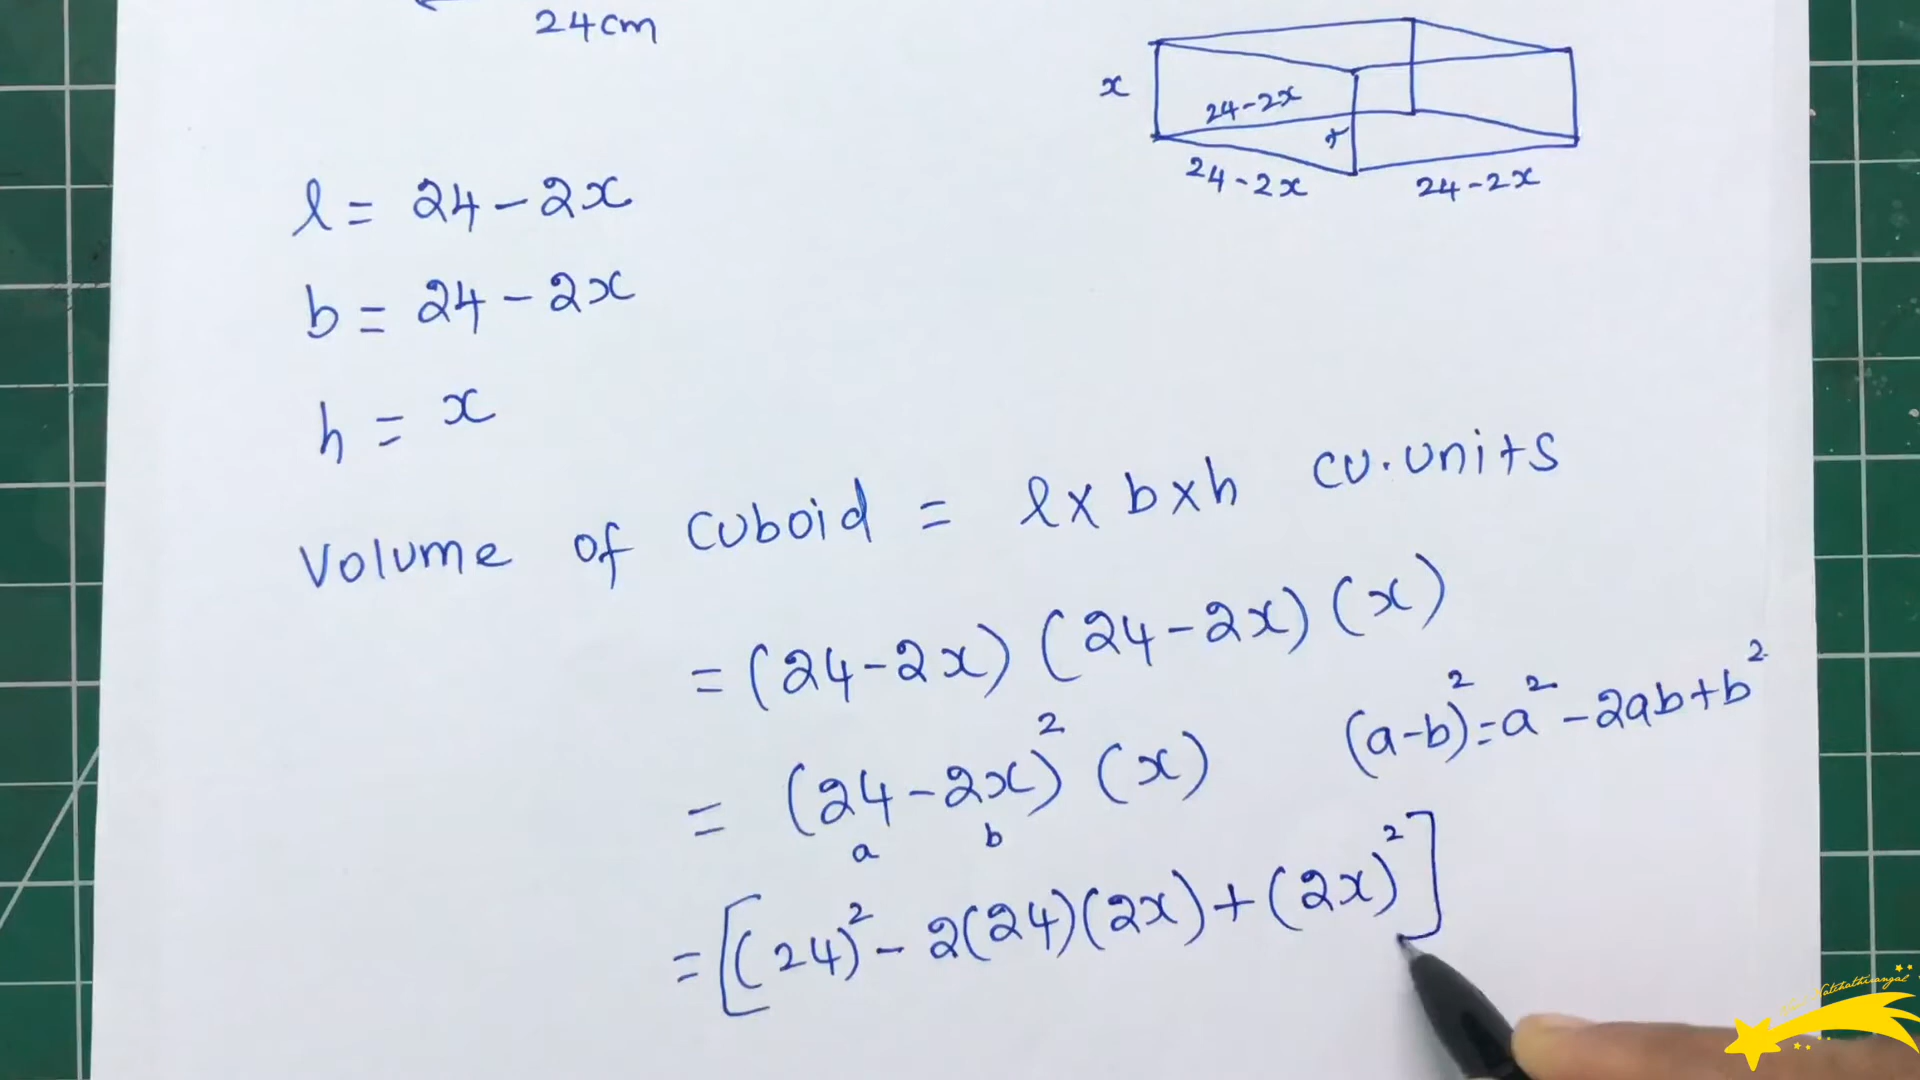 24cm
x
24-2x
x
24-2x
24-2x
l = 24-2x
b = 24-2x
h = x
Volume of cuboid = l x b x h cu.units
= (24-2x) (24-2x) (x)
= (24-2x)² (x)
a b
(a-b)² = a² - 2ab + b²
= [(24)² - 2(24)(2x) + (2x)²]